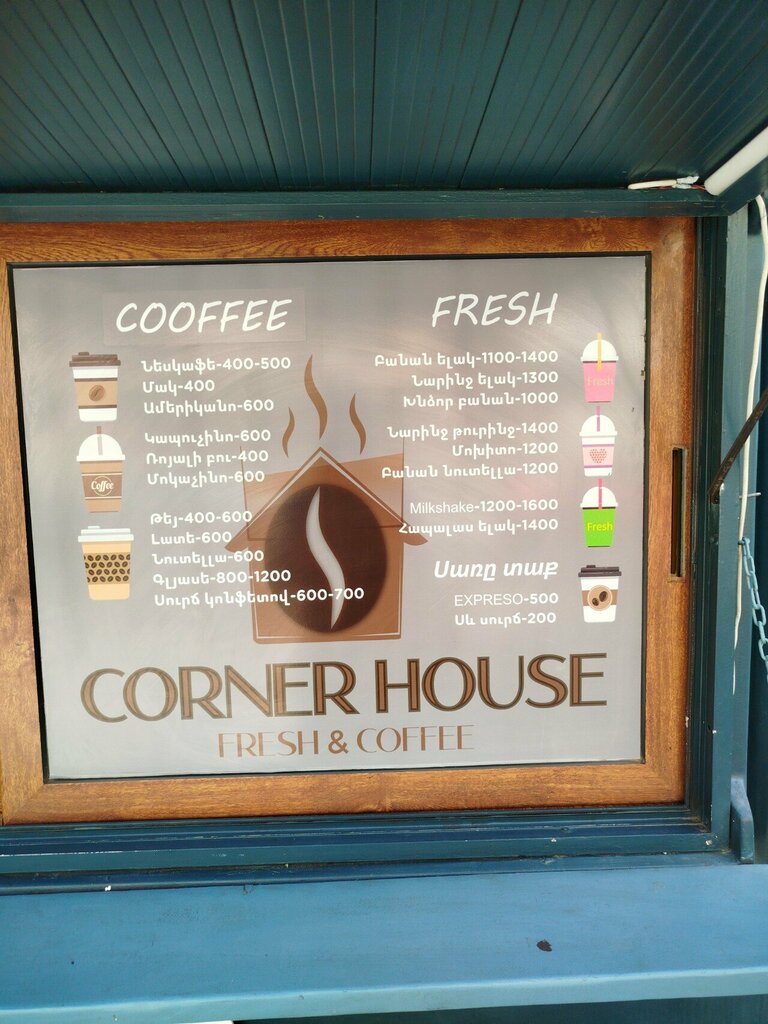 COOFFEE
Նեսկաֆե-400-500
Մակ-400
Ամերիկանո-600
Կապուչինո-600
Ռոյալի բու-400
Մոկաչինո-600
Թեյ-400-600
Լատե-600
Նուտելլա-600
Գլյասե-800-1200
Սուրճ կոնֆետով-600-700
FRESH
Բանան ելակ-1100-1400
Նարինջ ելակ-1300
Խնձոր բանան-1000
Նարինջ թուրինջ-1400
Մոխիտո-1200
Բանան նուտելլա-1200
Milkshake-1200-1600
Հապալաս ելակ-1400
Սառը տաք
EXPRESO-500
Սև սուրճ-200
Coffee
Fresh
Fresh
CORNER HOUSE
FRESH & COFFEE